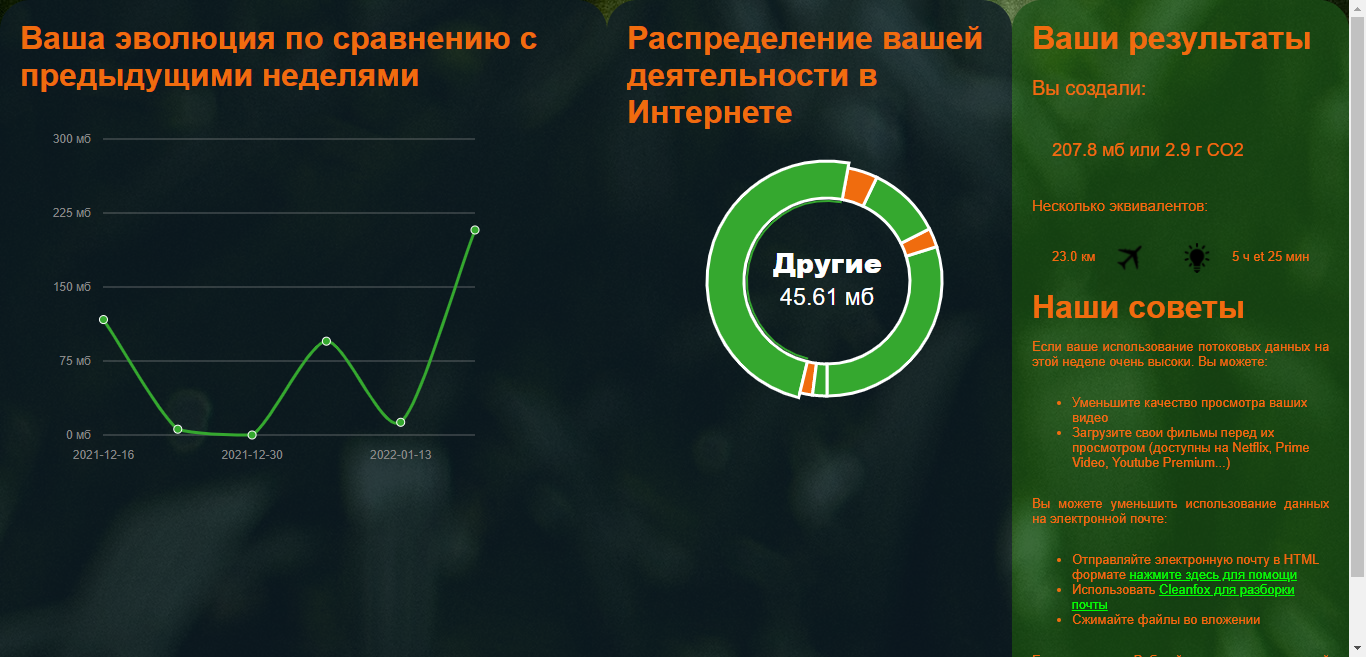 Ваша эволюция по сравнению с
предыдущими неделями
300 мб
225 мб
150 мб
75 мб
0 мб
2021-12-16
2021-12-30
2022-01-13
Распределение вашей
деятельности в
Интернете
Другие
45.61 мб
Ваши результаты
Вы создали:
207.8 мб или 2.9 г CO2
Несколько эквивалентов:
23.0 км
5 ч et 25 мин
Наши советы
Если ваше использование потоковых данных на
этой неделе очень высоки. Вы можете:
Уменьшите качество просмотра ваших
видео
Загрузите свои фильмы перед их
просмотром (доступны на Netflix, Prime
Video, Youtube Premium...)
Вы можете уменьшить использование данных
на электронной почте:
Отправляйте электронную почту в HTML
формате нажмите здесь для помощи
Использовать Cleanfox для разборки
почты
Сжимайте файлы во вложении